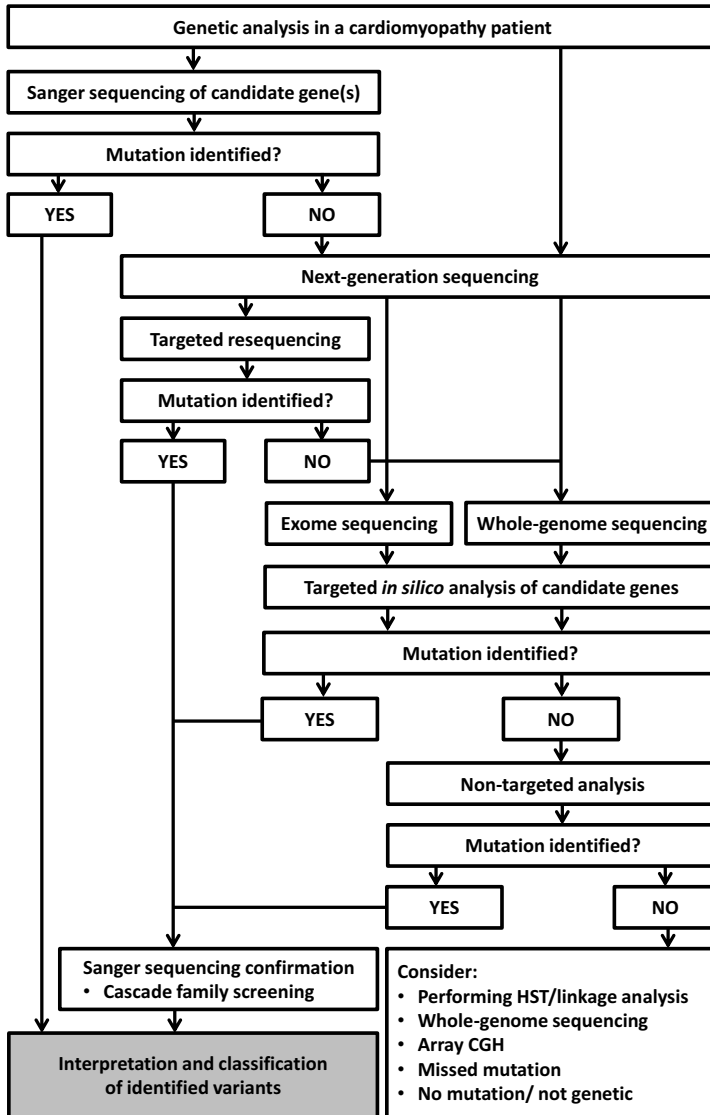 Genetic analysis in a cardiomyopathy patient
Sanger sequencing of candidate gene(s)
Mutation identified?
YES
NO
Next-generation sequencing
Targeted resequencing
Mutation identified?
YES
NO
Exome sequencing
Whole-genome sequencing
Targeted in silico analysis of candidate genes
Mutation identified?
YES
NO
Non-targeted analysis
Mutation identified?
YES
NO
Sanger sequencing confirmation
• Cascade family screening
Consider:
• Performing HST/linkage analysis
• Whole-genome sequencing
• Array CGH
• Missed mutation
• No mutation/ not genetic
Interpretation and classification
of identified variants